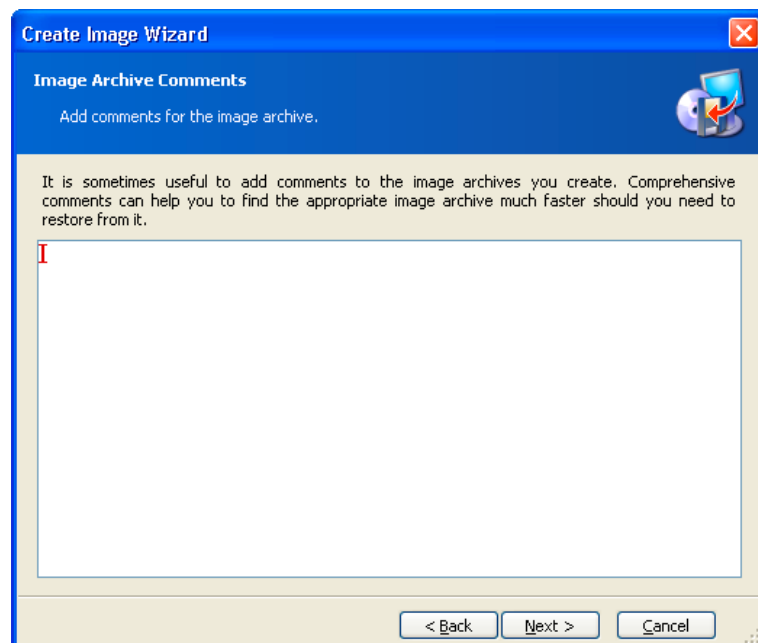 Create Image Wizard
Image Archive Comments
Add comments for the image archive.
It is sometimes useful to add comments to the image archives you create. Comprehensive
comments can help you to find the appropriate image archive much faster should you need to
restore from it.
< Back Next > Cancel